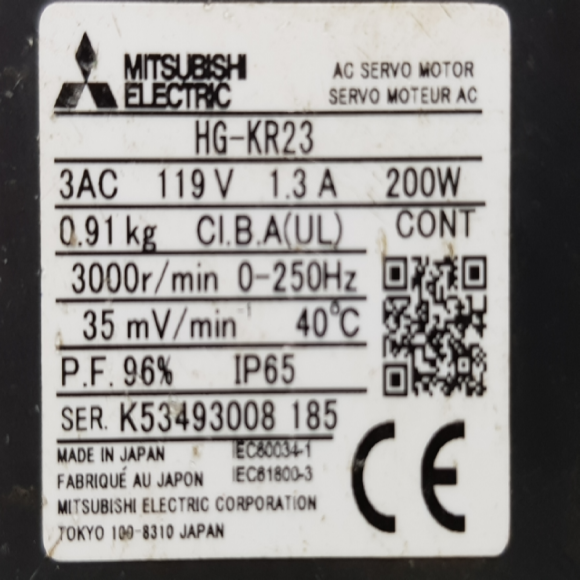 MITSUBISHI
ELECTRIC
AC SERVO MOTOR
SERVO MOTEUR AC
HG-KR23
3AC 119V 1.3A 200W
0.91kg CI.B.A(UL) CONT
3000r/min 0-250Hz
35 mV/min 40°C
P.F. 96% IP65
SER. K53493008 185
MADE IN JAPAN IEC60034-1
FABRIQUÉ AU JAPON IEC61800-3
MITSUBISHI ELECTRIC CORPORATION
TOKYO 100-8310 JAPAN
CE